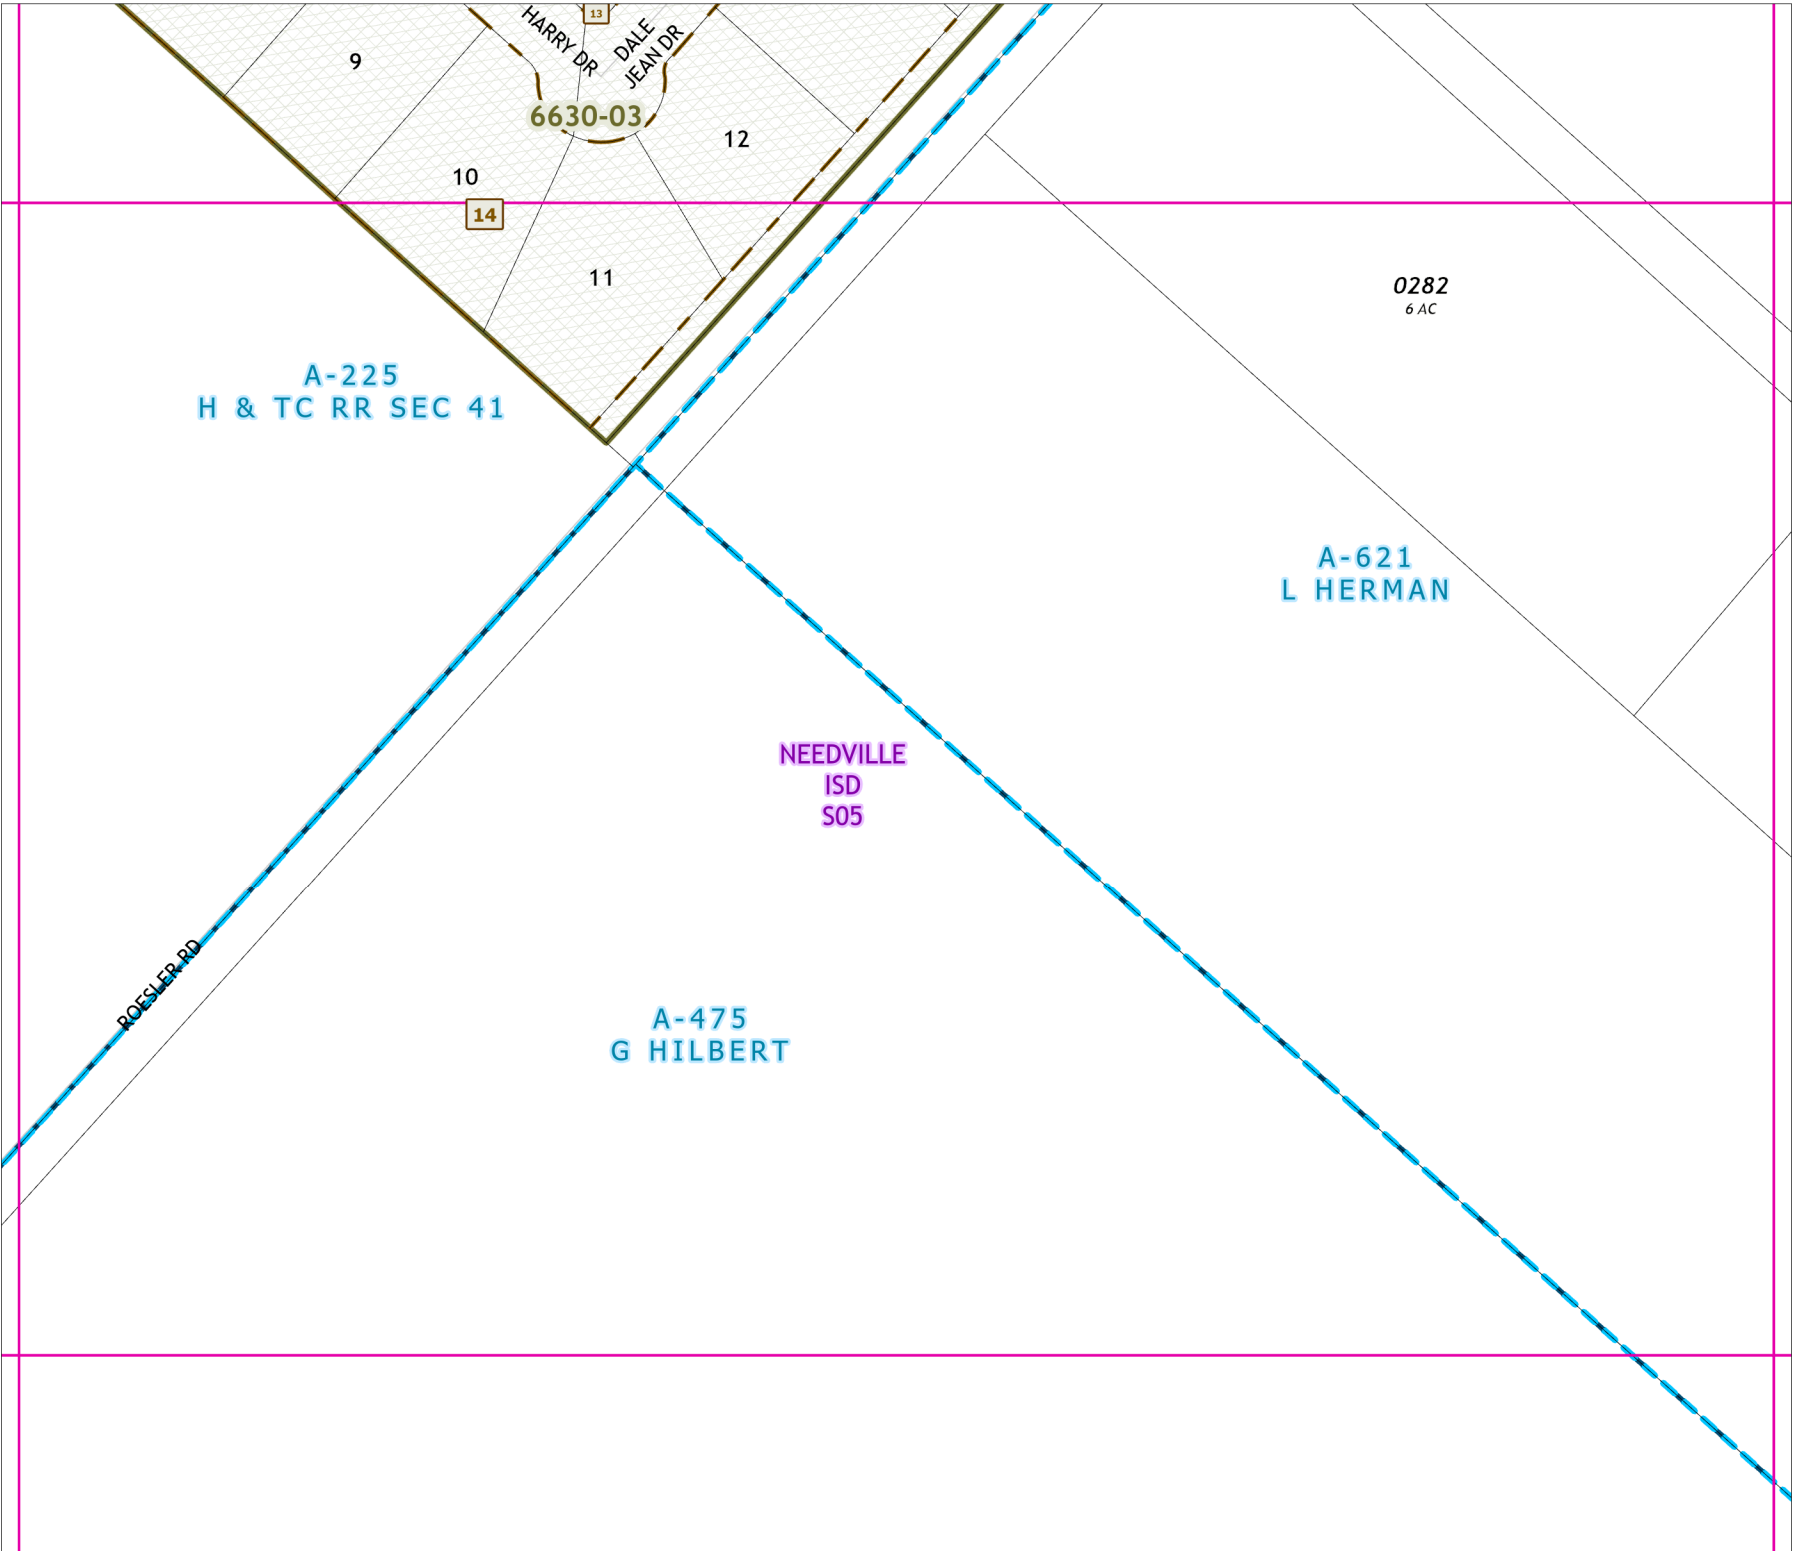 13
HARRY DR
DALE
JEAN DR
9
6630-03
12
10
14
11
0282
6 AC
A-225
H & TC RR SEC 41
A-621
L HERMAN
NEEDVILLE
ISD
S05
ROESLER RD
A-475
G HILBERT